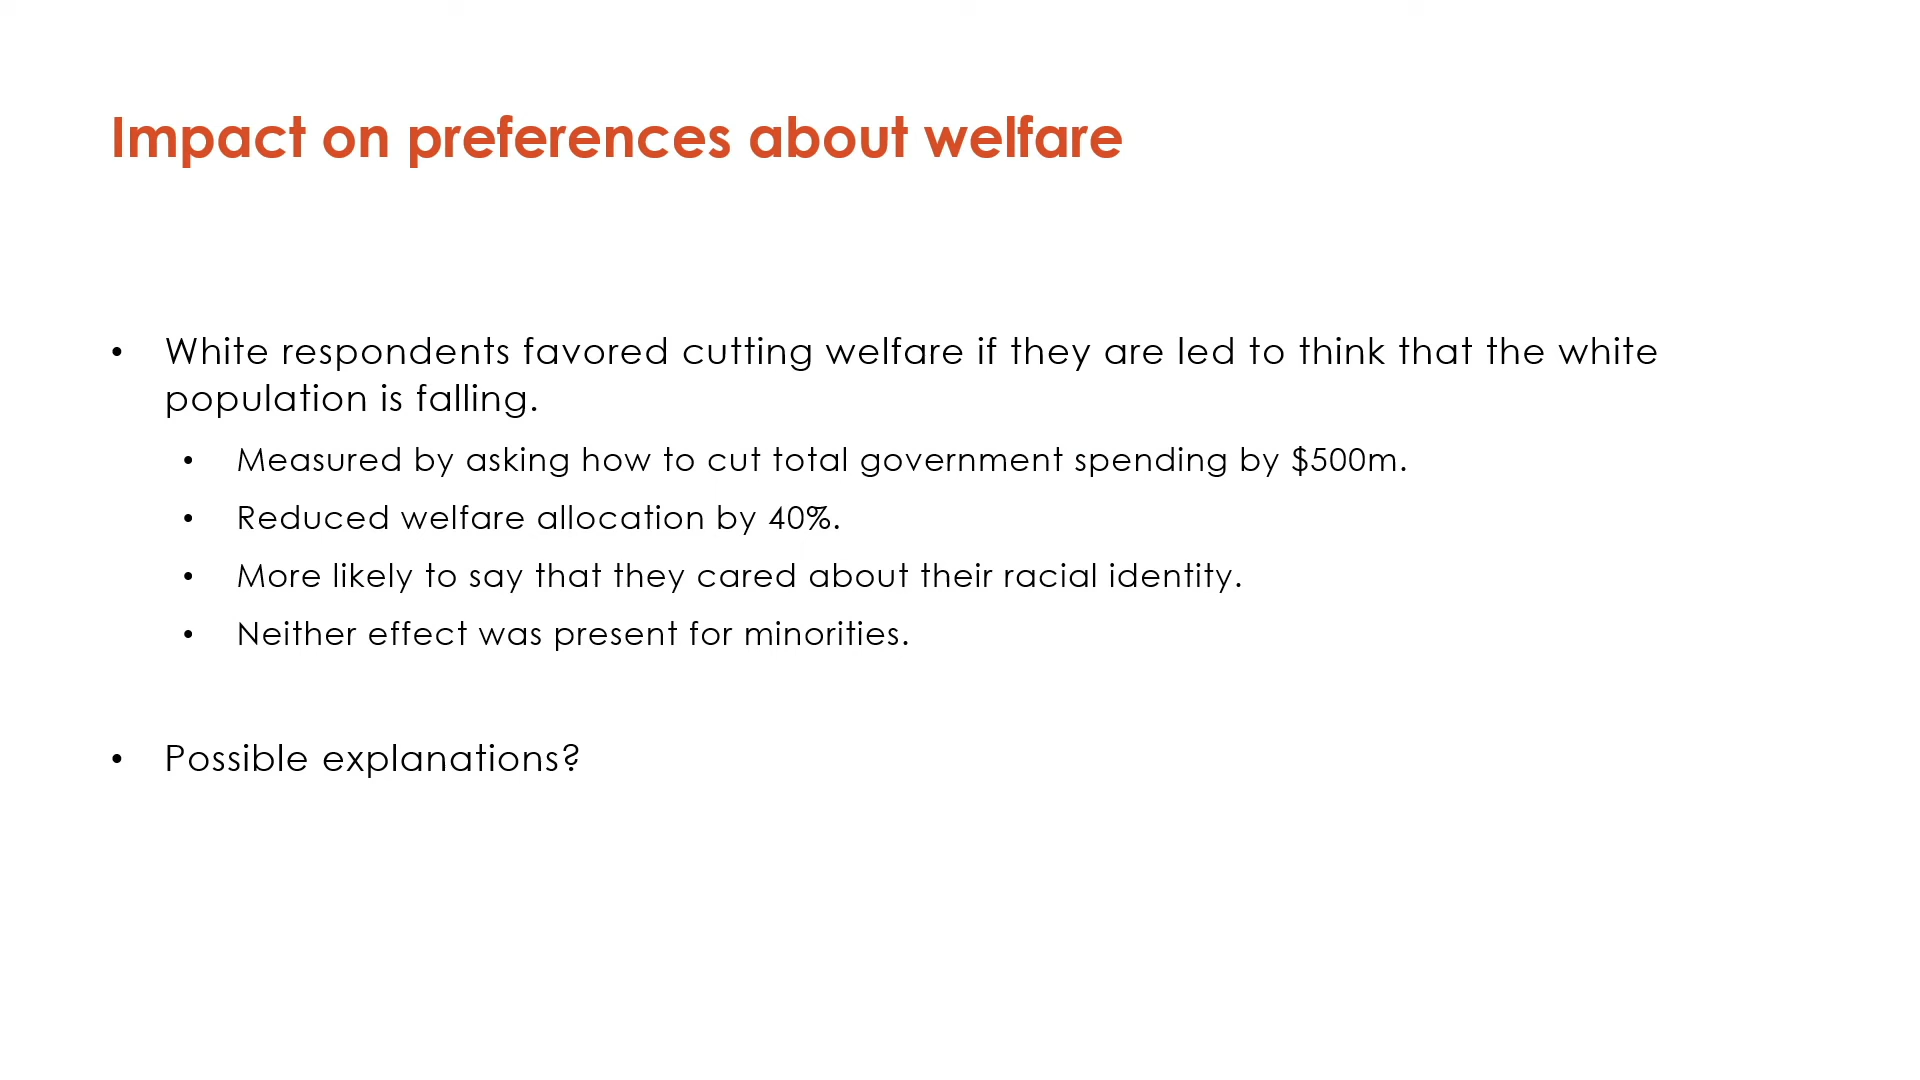 Impact on preferences about welfare
• White respondents favored cutting welfare if they are led to think that the white
population is falling.
• Measured by asking how to cut total government spending by $500m.
• Reduced welfare allocation by 40%.
• More likely to say that they cared about their racial identity.
• Neither effect was present for minorities.
• Possible explanations?